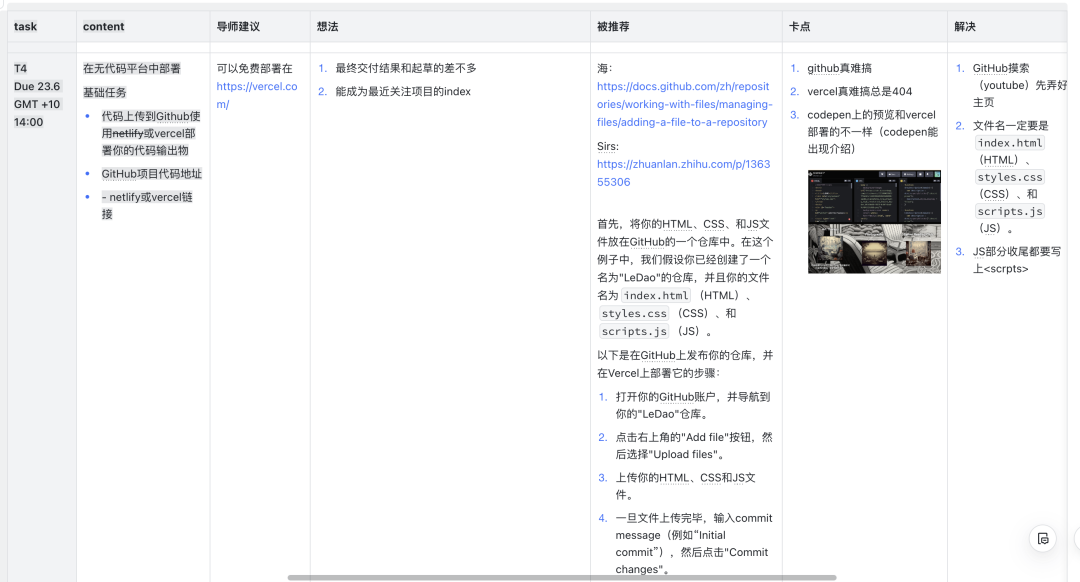 task
content
导师建议
想法
被推荐
卡点
解决
T4
Due 23.6
GMT +10
14:00
在无代码平台中部署
基础任务
代码上传到Github使
用netlify或vercel部
署你的代码输出物
GitHub项目代码地址
- netlify或vercel链
接
可以免费部署在
https://vercel.co
m/
1. 最终交付结果和起草的差不多
2. 能成为最近关注项目的index
海：
https://docs.github.com/zh/reposit
ories/working-with-files/managing-
files/adding-a-file-to-a-repository
Sirs:
https://zhuanlan.zhihu.com/p/1363
55306
首先，将你的HTML、CSS、和JS文
件放在GitHub的一个仓库中。在这个
例子中，我们假设你已经创建了一个
名为"LeDao"的仓库，并且你的文件
名为 index.html （HTML）、
styles.css （CSS）、和
scripts.js （JS）。
以下是在GitHub上发布你的仓库，并
在Vercel上部署它的步骤：
1. 打开你的GitHub账户，并导航到
你的"LeDao"仓库。
2. 点击右上角的"Add file"按钮，然
后选择"Upload files"。
3. 上传你的HTML、CSS和JS文
件。
4. 一旦文件上传完毕，输入commit
message（例如“Initial
commit”），然后点击"Commit
changes"。
1. github真难搞
2. vercel真难搞总是404
3. codepen上的预览和vercel
部署的不一样（codepen能
出现介绍）
1. GitHub摸索
（youtube）先弄好
主页
2. 文件名一定要是
index.html
（HTML）、
styles.css
（CSS）、和
scripts.js
（JS）。
3. JS部分收尾都要写
上<scrpts>